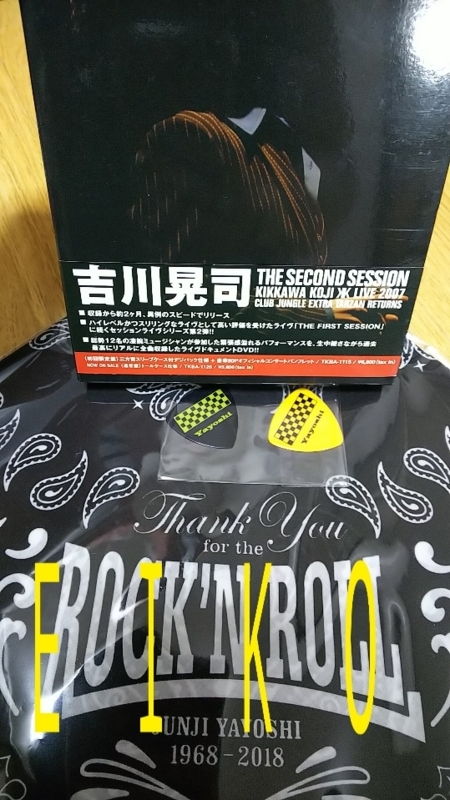 吉川晃司
THE SECOND SESSION
KIKKAWA KOJI LIVE 2007
CLUB JUNGLE EXTRA TARZAN RETURNS
■収録から約2ヶ月、異例のスピードでリリース
■ハイレベルかつスリリングなライヴとして高い評価を受けたライヴ「THE FIRST SESSION」
に続くセッションライヴシリーズ第2弾!!
■総勢12名の凄腕ミュージシャンが参加した緊張感溢れるパフォーマンスを、生中継さながら過去
最高にリアルに全曲収録したライヴドキュメントDVD!!
Yayoshi
Yayoshi
Thank You
for the
ROCK'N ROLL
EIKO
JUNJI YAYOSHI
1968-2018